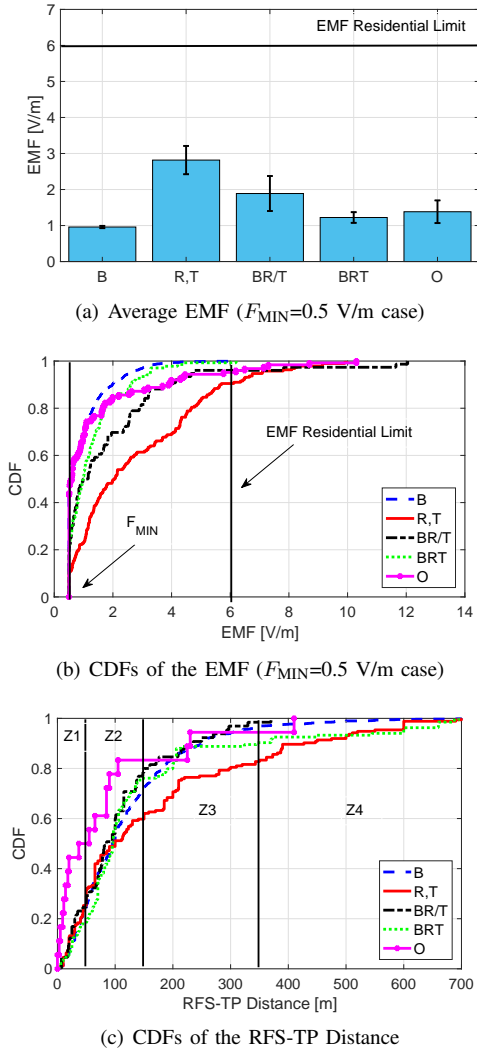 EMF Residential Limit
7
6
5
4
3
2
1
0
EMF [V/m]
B R,T BR/T BRT O
(a) Average EMF (FMIN=0.5 V/m case)
1
0.8
0.6
0.4
0.2
0
CDF
EMF Residential Limit
FMIN
B
R,T
BR/T
BRT
O
0 2 4 6 8 10 12 14
EMF [V/m]
(b) CDFs of the EMF (FMIN=0.5 V/m case)
1
0.8
0.6
0.4
0.2
0
CDF
Z1 Z2 Z3 Z4
B
R,T
BR/T
BRT
O
0 100 200 300 400 500 600 700
RFS-TP Distance [m]
(c) CDFs of the RFS-TP Distance